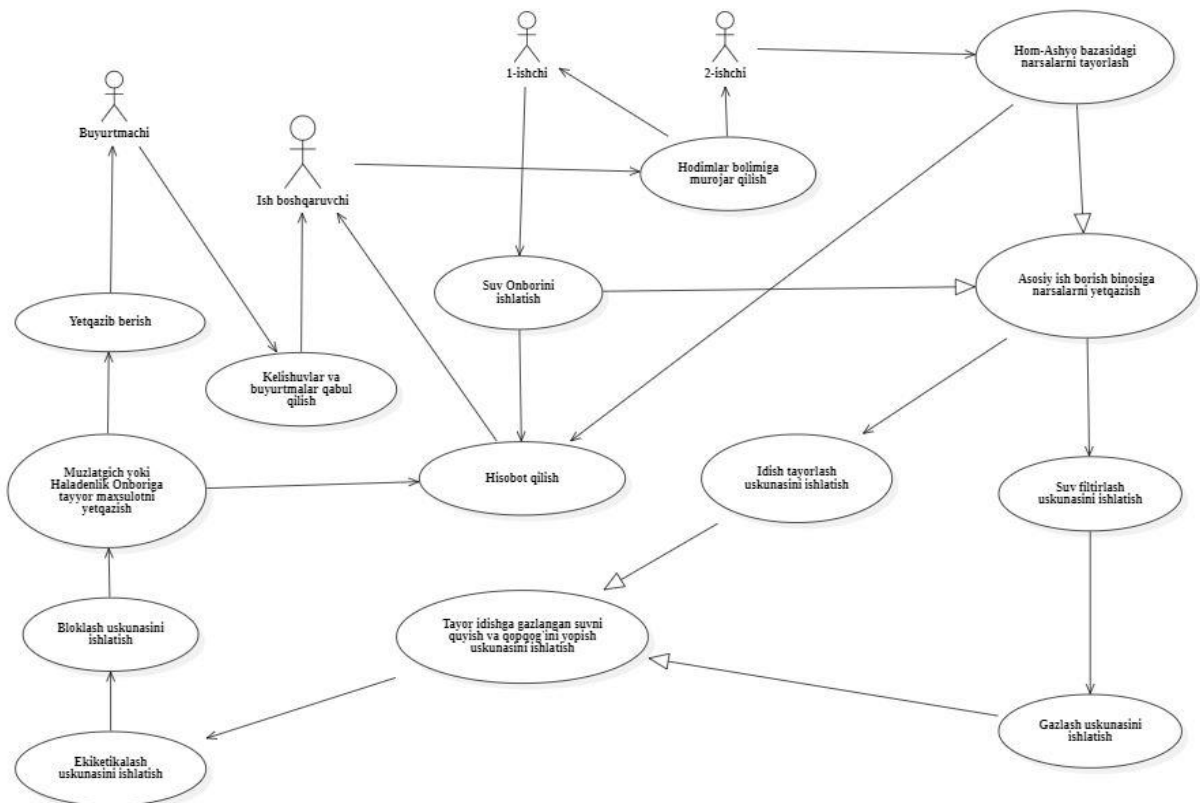 1-ishchi
2-ishchi
Hom-Ashyo bazasidagi
narsalarni tayorlash
Buyurtmachi
Ish boshqaruvchi
Hodimlar bolimiga
murojar qilish
Suv Onborini
ishlatish
Asosiy ish borish binosiga
narsalarni yetqazish
Yetqazib berish
Kelishuvlar va
buyurtmalar qabul
qilish
Muzlatgich yoki
Haladenlik Onboriga
tayyor maxsulotni
yetqazish
Hisobot qilish
Idish tayorlash
uskunasini ishlatish
Suv filtirlash
uskunasini ishlatish
Bloklash uskunasini
ishlatish
Tayor idishga gazlangan suvni
quyish va qopqog'ini yopish
uskunasini ishlatish
Gazlash uskunasini
ishlatish
Ekiketikalash
uskunasini ishlatish